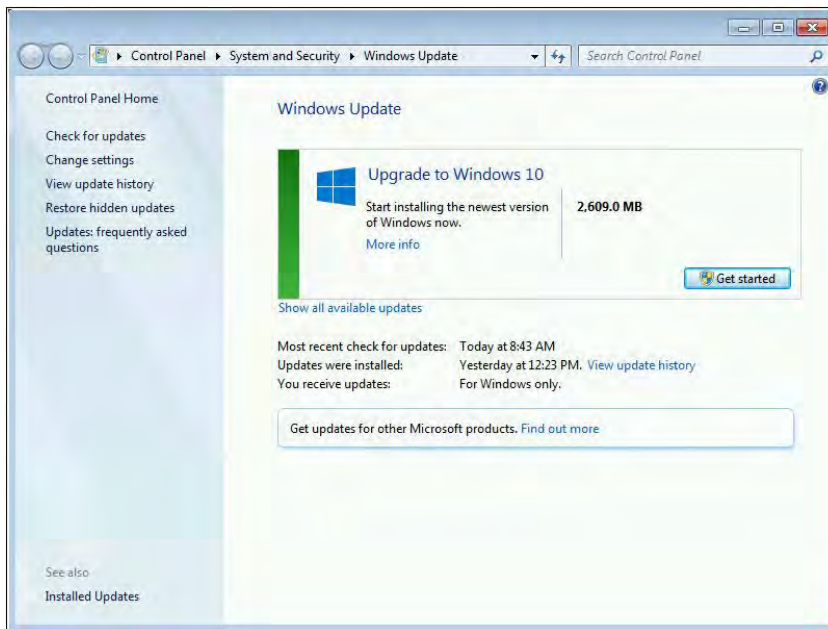 Control Panel ▸ System and Security ▸ Windows Update
Search Control Panel
Control Panel Home
Check for updates
Change settings
View update history
Restore hidden updates
Updates: frequently asked
questions
See also
Installed Updates
Windows Update
Upgrade to Windows 10
Start installing the newest version
of Windows now.
More info
2,609.0 MB
Get started
Show all available updates
Most recent check for updates: Today at 8:43 AM
Updates were installed: Yesterday at 12:23 PM. View update history
You receive updates: For Windows only.
Get updates for other Microsoft products. Find out more